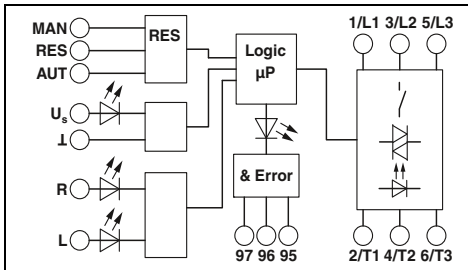 MAN
RES
AUT
RES
Us
⊥
R
L
Logic
µP
& Error
97 96 95
1/L1 3/L2 5/L3
2/T1 4/T2 6/T3